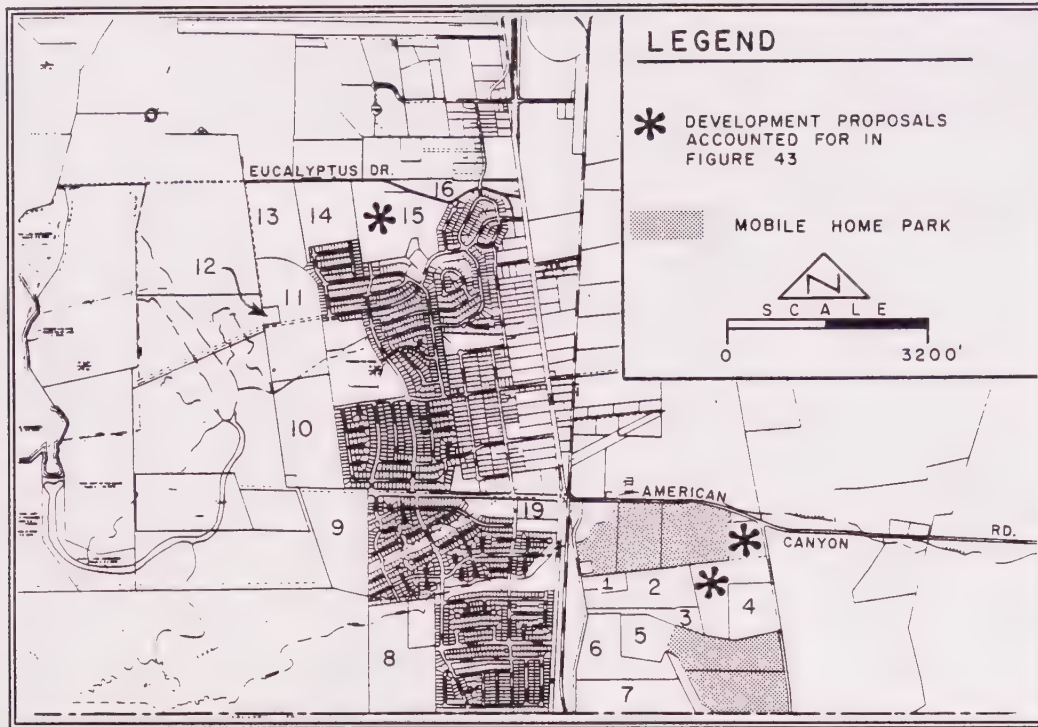 LEGEND
DEVELOPMENT PROPOSALS
ACCOUNTED FOR IN
FIGURE 43
MOBILE HOME PARK
N
SCALE
0 3200'
EUCALYPTUS DR.
16
13 14 15
12
11
10
9
19
AMERICAN
CANYON RD.
1 2
3 4
6 5
8
7